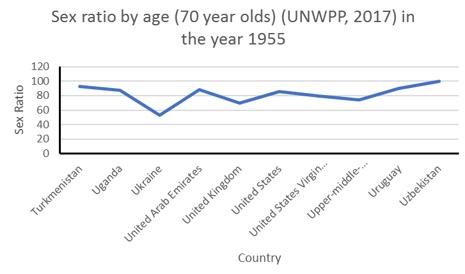 Sex ratio by age (70 year olds) (UNWPP, 2017) in
the year 1955
120
100
80
60
40
20
0
Sex Ratio
Turkmenistan
Uganda
Ukraine
United Arab Emirates
United Kingdom
United States
United States Virgin...
Upper-middle-...
Uruguay
Uzbekistan
Country